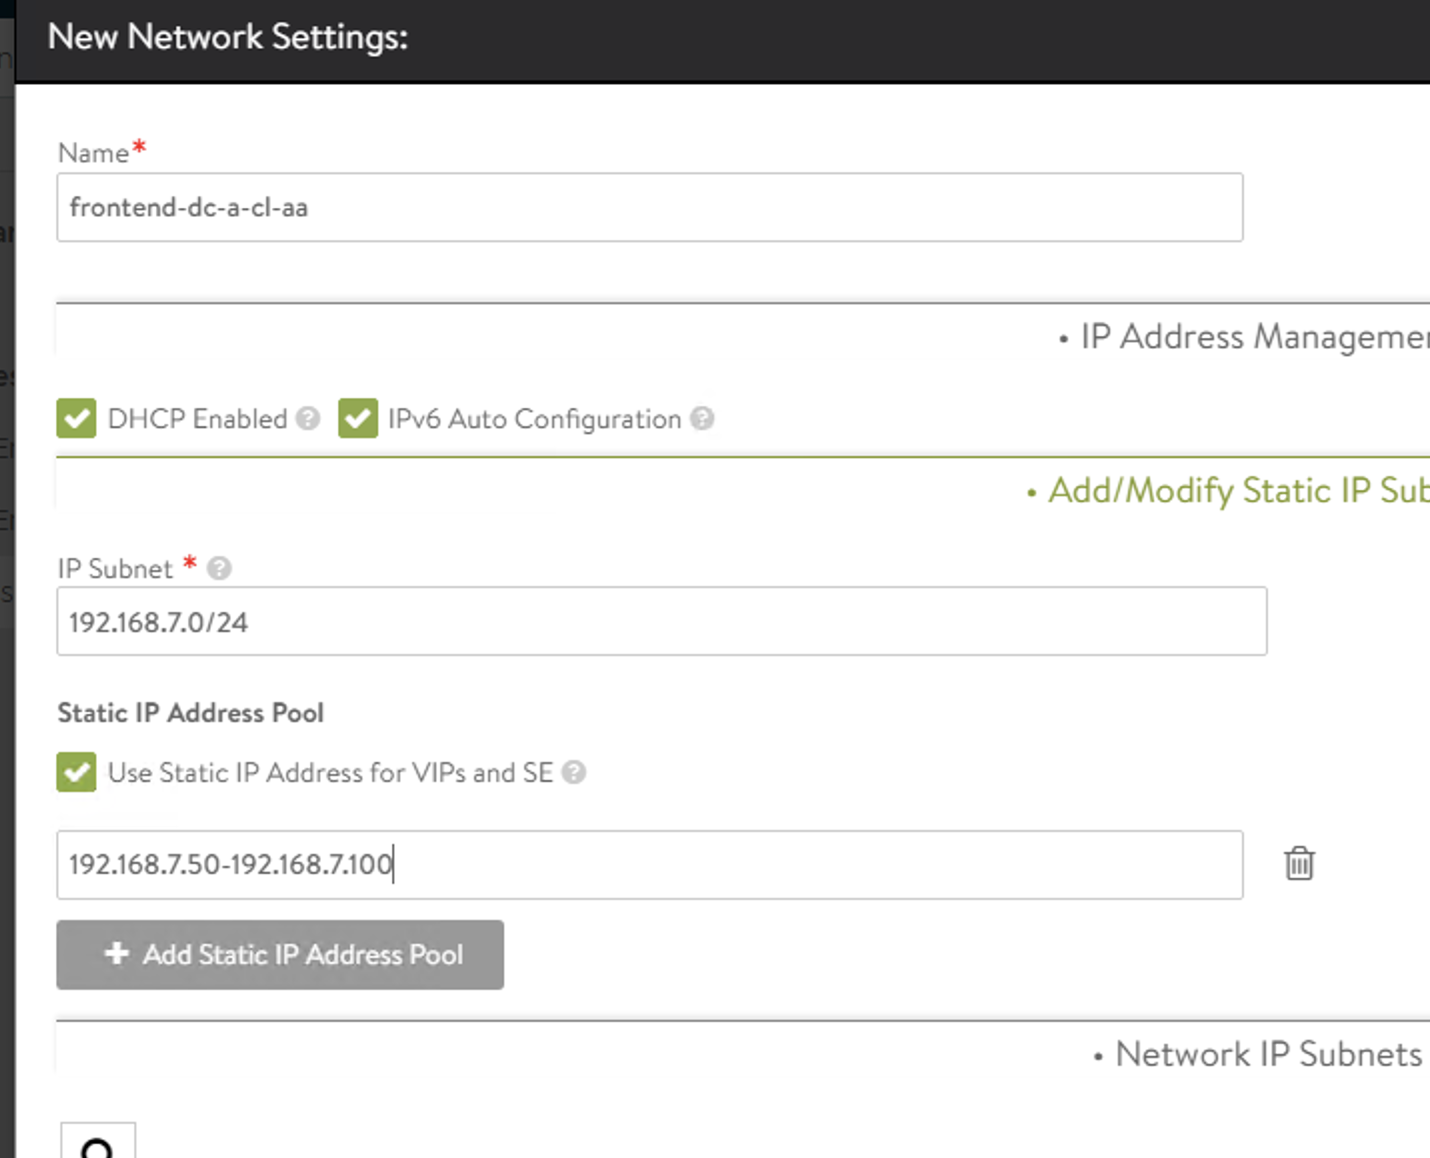 New Network Settings:
Name*
frontend-dc-a-cl-aa
• IP Address Managemen
DHCP Enabled ? IPv6 Auto Configuration ?
• Add/Modify Static IP Sub
IP Subnet * ?
192.168.7.0/24
Static IP Address Pool
Use Static IP Address for VIPs and SE ?
192.168.7.50-192.168.7.100
+ Add Static IP Address Pool
• Network IP Subnets